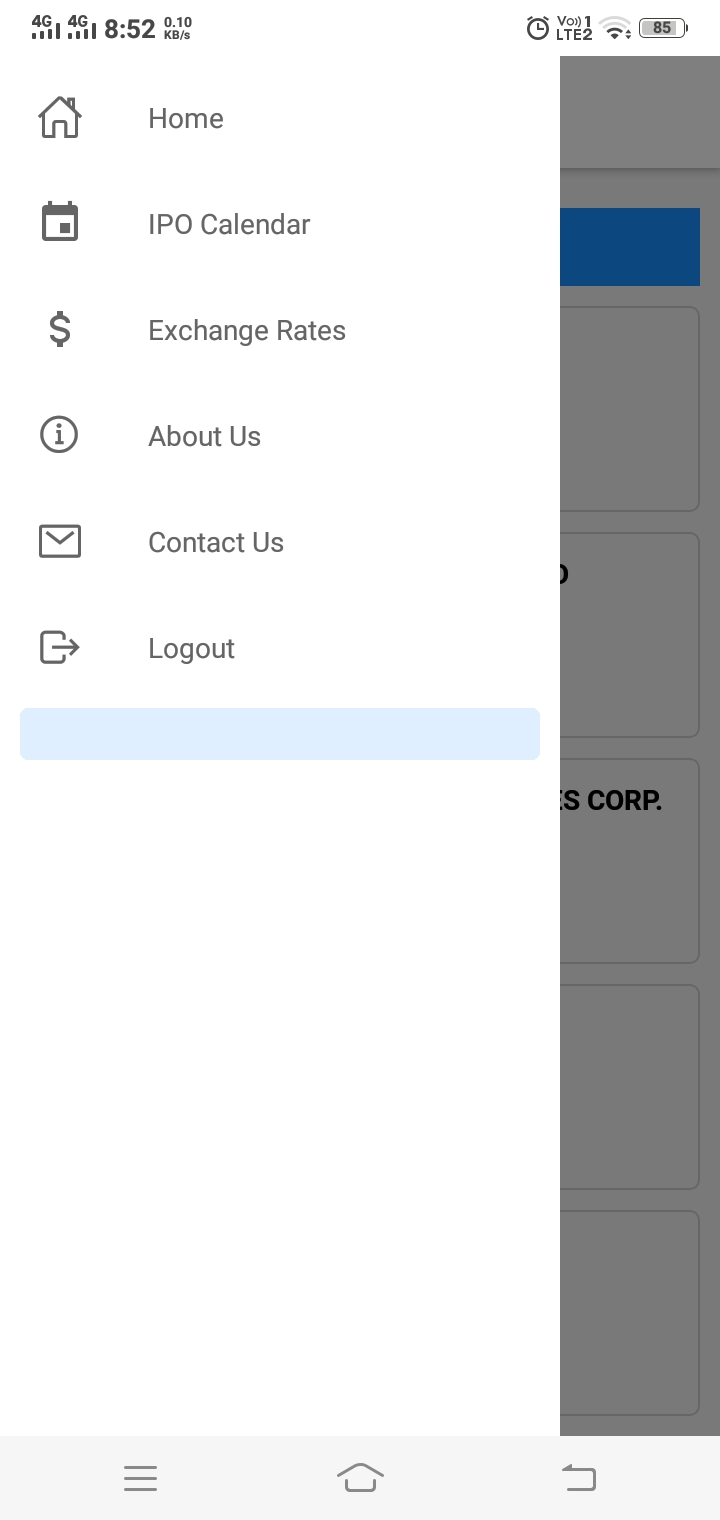 4G 4G 8:52 0.10 KB/s Vo)) 1 LTE2 85
Home
IPO Calendar
Exchange Rates
About Us
Contact Us
Logout
ES CORP.